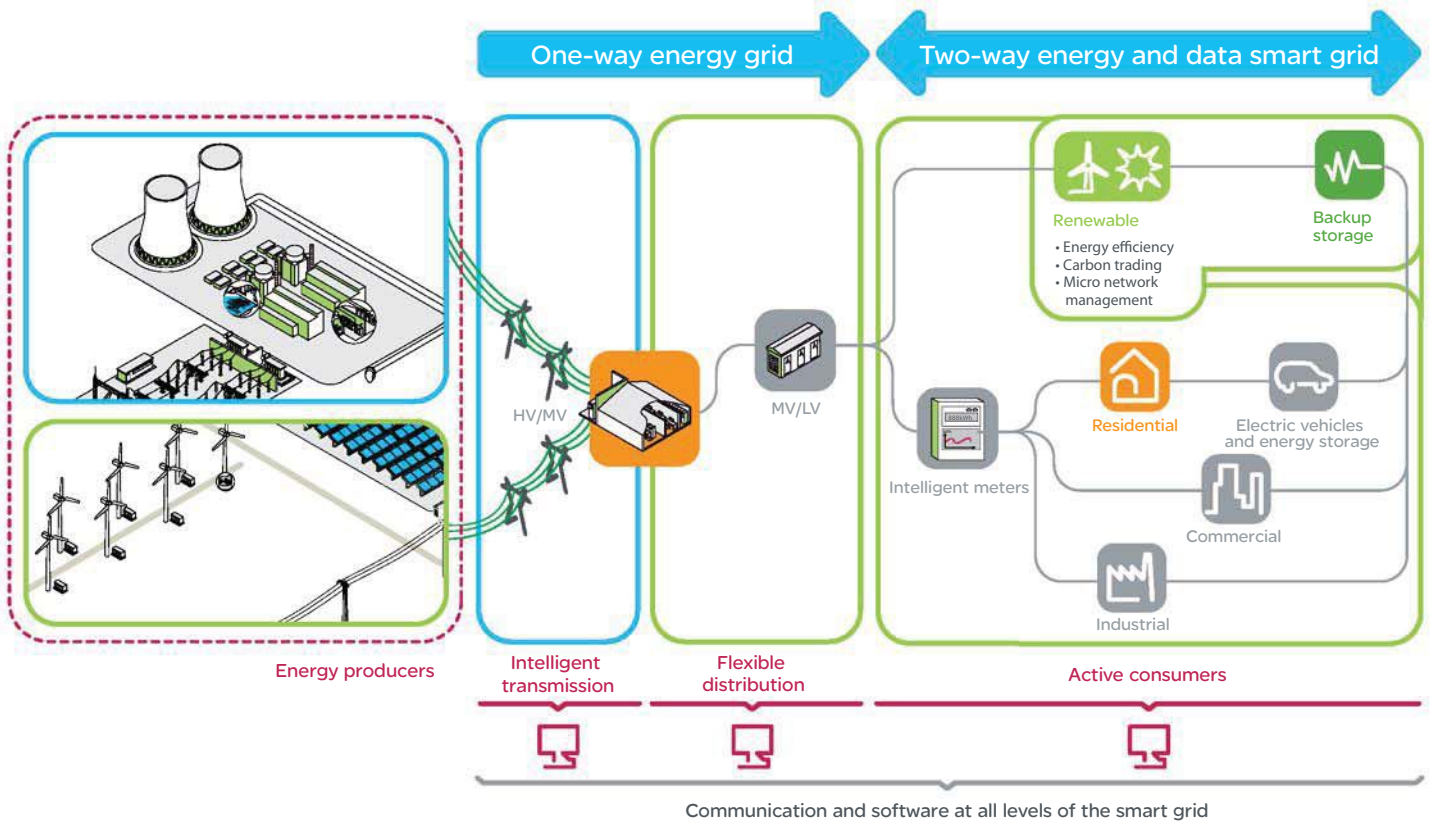 One-way energy grid
Two-way energy and data smart grid
Renewable
• Energy efficiency
• Carbon trading
• Micro network
management
Backup
storage
HV/MV
MV/LV
Residential
Electric vehicles
and energy storage
Intelligent meters
Commercial
Industrial
Energy producers
Intelligent
transmission
Flexible
distribution
Active consumers
Communication and software at all levels of the smart grid